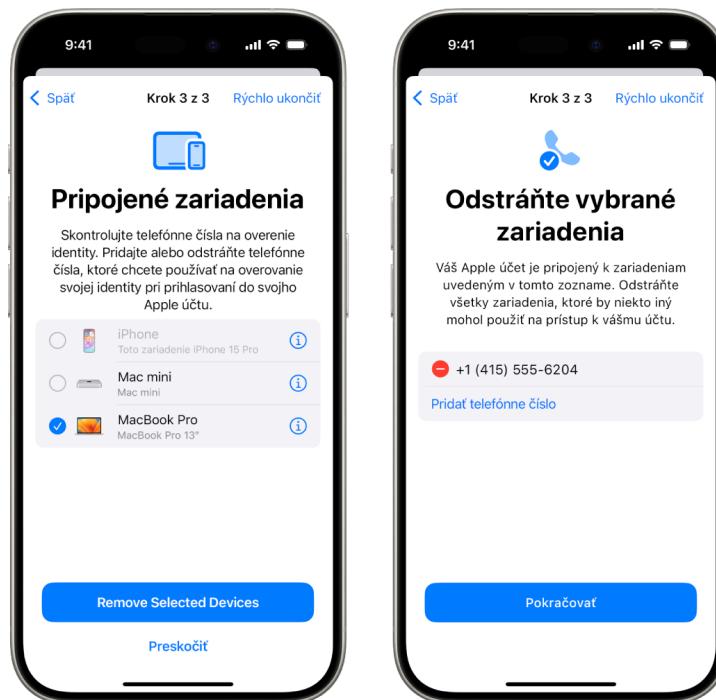 9:41
Späť
Krok 3 z 3
Rýchlo ukončiť
Pripojené zariadenia
Skontrolujte telefónne čísla na overenie
identity. Pridajte alebo odstráňte telefónne
čísla, ktoré chcete používať na overovanie
svojej identity pri prihlasovaní do svojho
Apple účtu.
iPhone
Toto zariadenie iPhone 15 Pro
Mac mini
Mac mini
MacBook Pro
MacBook Pro 13"
Remove Selected Devices
Preskočiť
9:41
Späť
Krok 3 z 3
Rýchlo ukončiť
Odstráňte vybrané
zariadenia
Váš Apple účet je pripojený k zariadeniam
uvedeným v tomto zozname. Odstráňte
všetky zariadenia, ktoré by niekto iný
mohol použiť na prístup k vášmu účtu.
+1 (415) 555-6204
Pridať telefónne číslo
Pokračovať